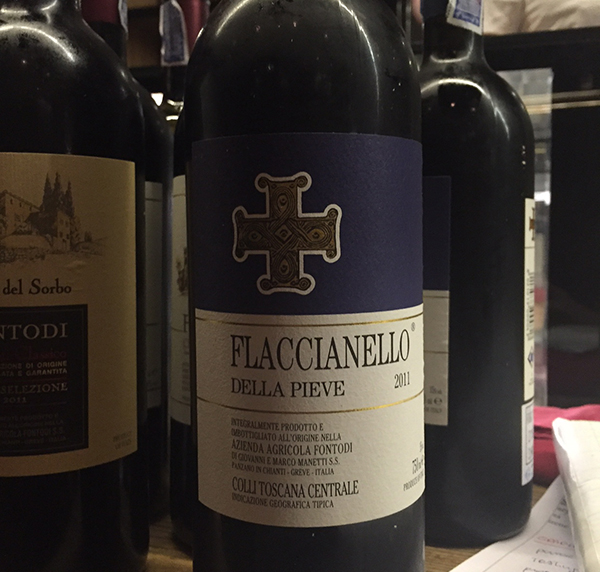 del Sorbo
SELEZIONE
2011
FLACCIANELLO ®
DELLA PIEVE 2011
INTEGRALMENTE PRODOTTO E
IMBOTTIGLIATO ALL'ORIGINE NELLA
AZIENDA AGRICOLA FONTODI
DI GIOVANNI E MARCO MANETTI S.S.
PANZANO IN CHIANTI - GREVE - ITALIA
COLLI TOSCANA CENTRALE
INDICAZIONE GEOGRAFICA TIPICA